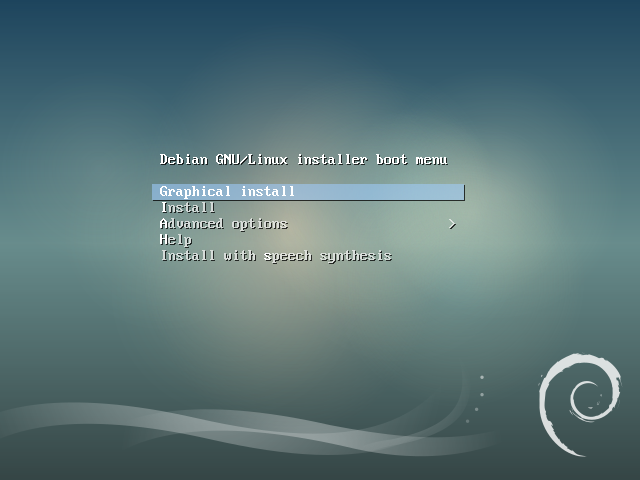 Debian GNU/Linux installer boot menu
Graphical install
Install
Advanced options >
Help
Install with speech synthesis